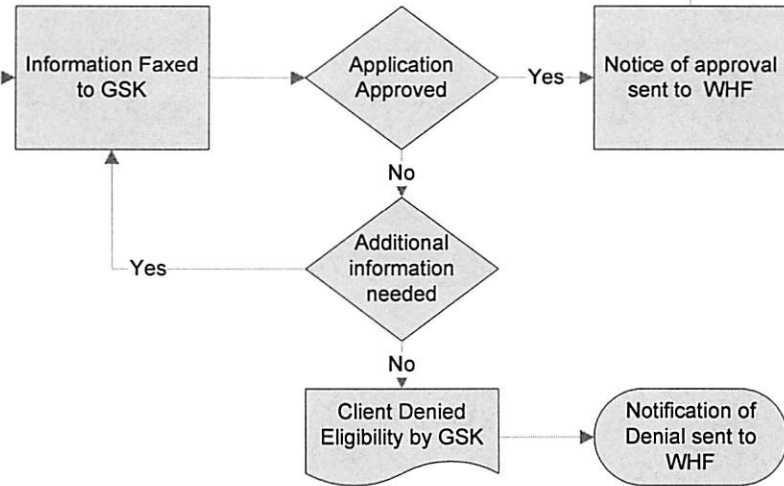 Information Faxed
to GSK
Application
Approved
Yes
Notice of approval
sent to WHF
No
Additional
information
needed
Yes
No
Client Denied
Eligibility by GSK
Notification of
Denial sent to
WHF